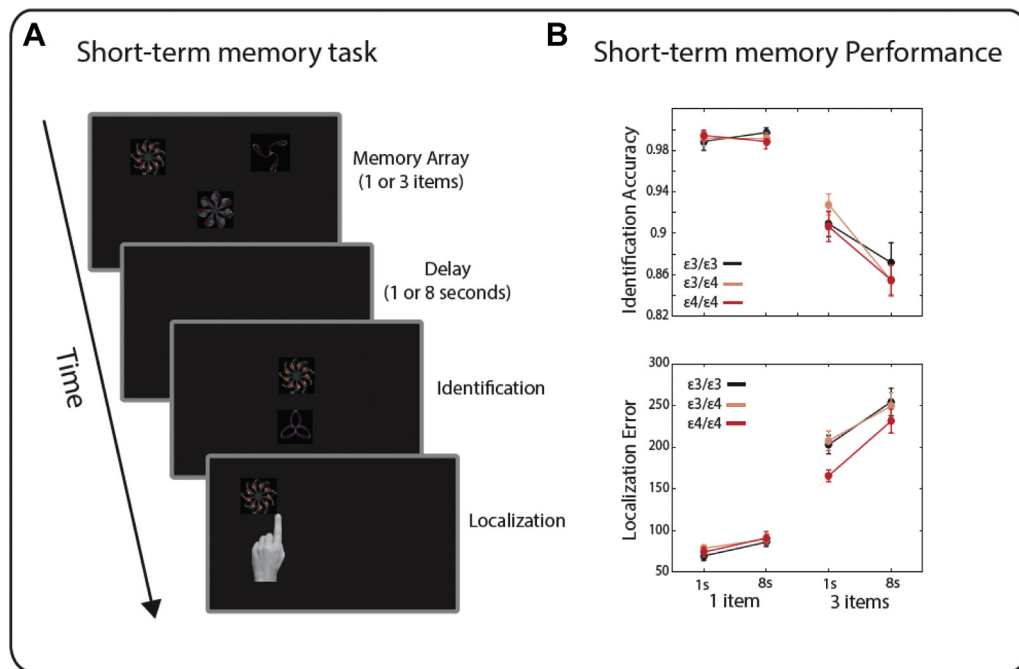 A
Short-term memory task
Memory Array
(1 or 3 items)
Delay
(1 or 8 seconds)
Identification
Localization
Time
B
Short-term memory Performance
Identification Accuracy
0.98
0.94
0.9
0.86
0.82
ε3/ε3
ε3/ε4
ε4/ε4
Localization Error
300
250
200
150
100
50
ε3/ε3
ε3/ε4
ε4/ε4
1s 8s 1s 8s
1 item 3 items